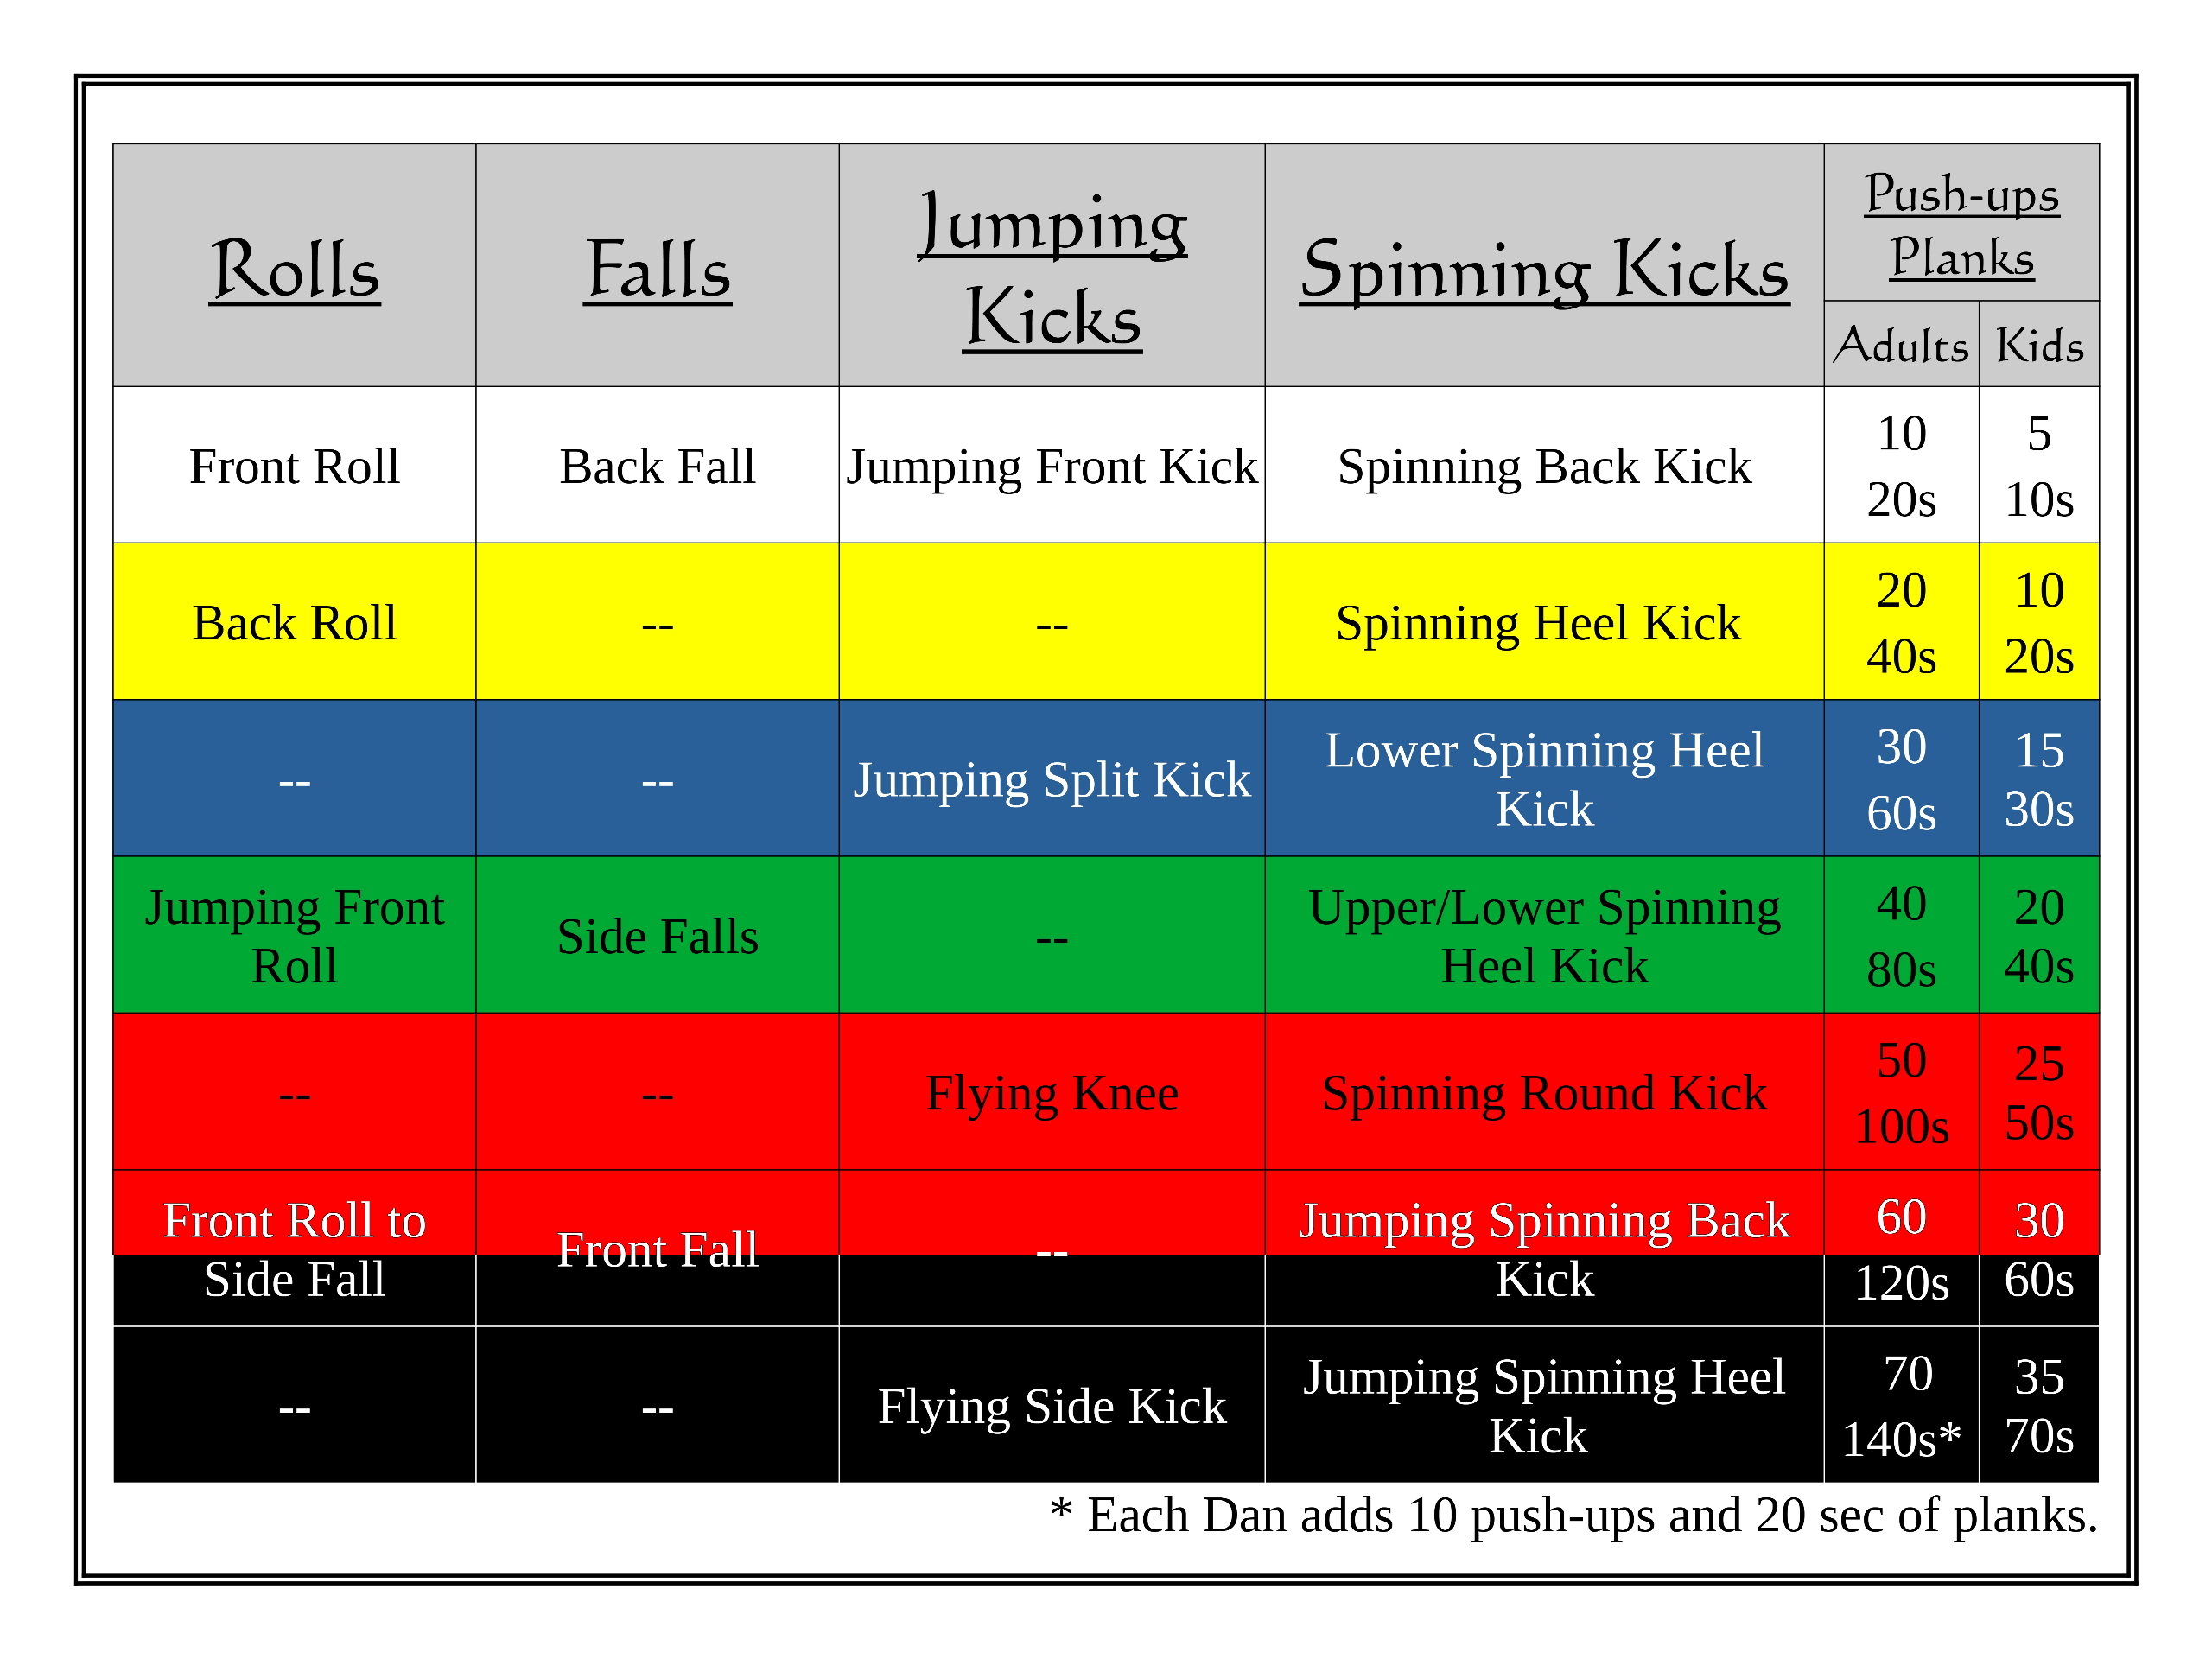 Rolls
Falls
Jumping
Kicks
Spinning Kicks
Push-ups
Planks
Adults
Kids
Front Roll
Back Fall
Jumping Front Kick
Spinning Back Kick
10
20s
5
10s
Back Roll
--
--
Spinning Heel Kick
20
40s
10
20s
--
--
Jumping Split Kick
Lower Spinning Heel
Kick
30
60s
15
30s
Jumping Front
Roll
Side Falls
--
Upper/Lower Spinning
Heel Kick
40
80s
20
40s
--
--
Flying Knee
Spinning Round Kick
50
100s
25
50s
Front Roll to
Side Fall
Front Fall
--
Jumping Spinning Back
Kick
60
120s
30
60s
--
--
Flying Side Kick
Jumping Spinning Heel
Kick
70
140s*
35
70s
* Each Dan adds 10 push-ups and 20 sec of planks.